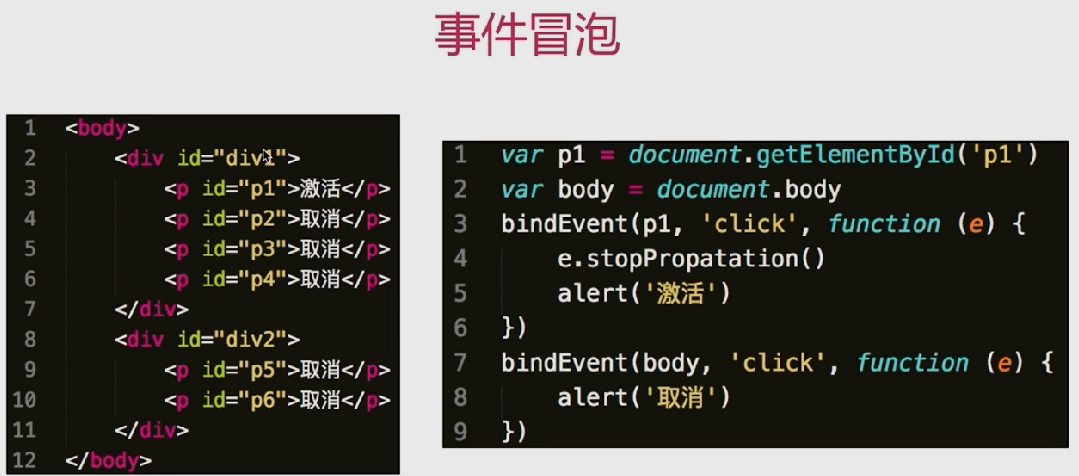 事件冒泡
1 <body>
2 <div id="div1">
3 <p id="p1">激活</p>
4 <p id="p2">取消</p>
5 <p id="p3">取消</p>
6 <p id="p4">取消</p>
7 </div>
8 <div id="div2">
9 <p id="p5">取消</p>
10 <p id="p6">取消</p>
11 </div>
12 </body>
1 var p1 = document.getElementById('p1')
2 var body = document.body
3 bindEvent(p1, 'click', function (e) {
4 e.stopPropatation()
5 alert('激活')
6 })
7 bindEvent(body, 'click', function (e) {
8 alert('取消')
9 })